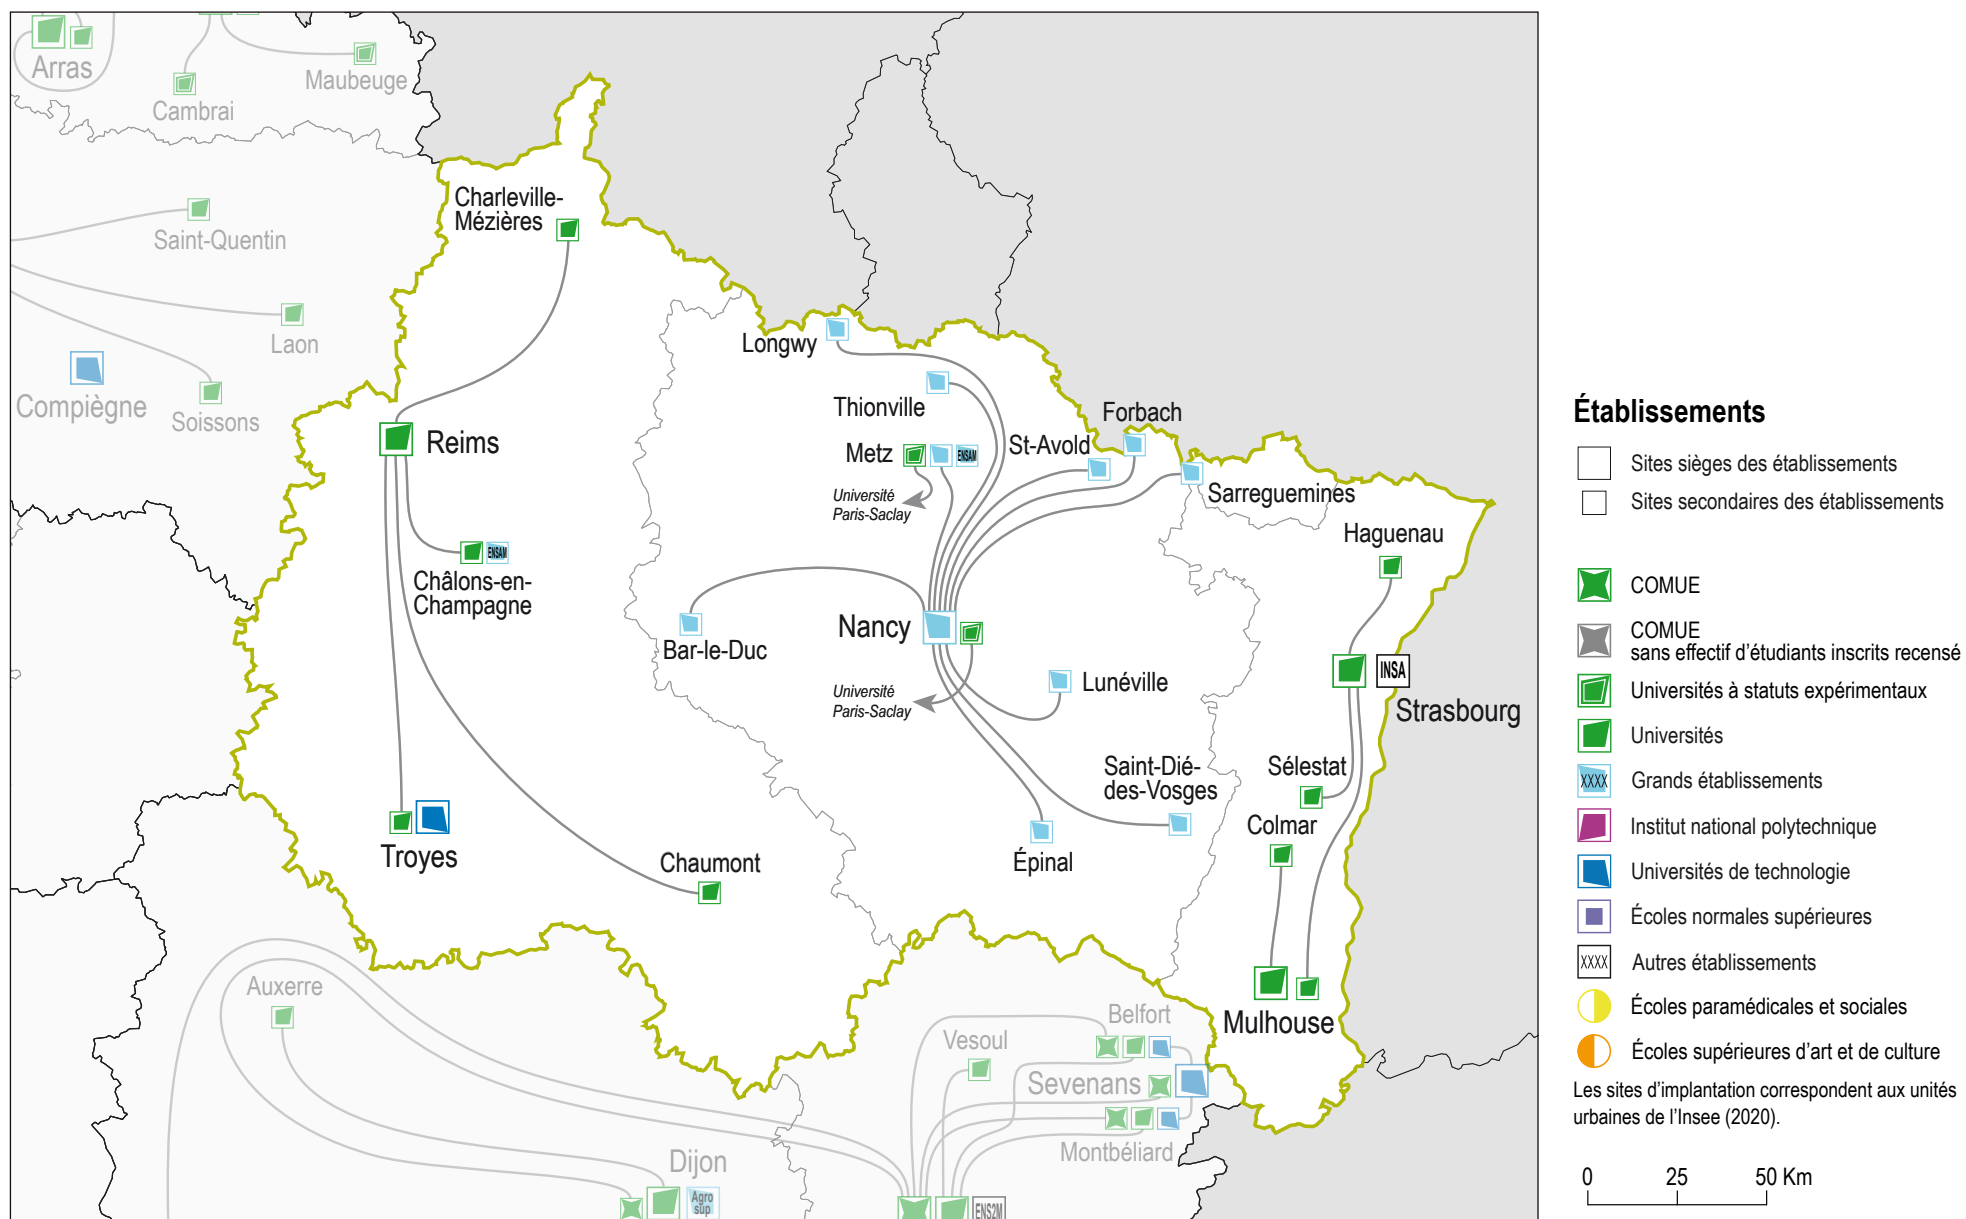 Arras
Cambrai
Maubeuge
Saint-Quentin
Laon
Compiègne
Soissons
Charleville-
Mézières
Reims
Châlons-en-
Champagne
ENSAM
Troyes
Chaumont
Longwy
Thionville
Metz
ENSAM
Université
Paris-Saclay
St-Avold
Forbach
Sarreguemines
Bar-le-Duc
Nancy
Université
Paris-Saclay
Lunéville
Saint-Dié-
des-Vosges
Épinal
Haguenau
INSA
Strasbourg
Sélestat
Colmar
Mulhouse
Auxerre
Vesoul
Belfort
Sevenans
Montbéliard
Dijon
Agro
sup
ENS2M
Établissements
Sites sièges des établissements
Sites secondaires des établissements
COMUE
COMUE
sans effectif d'étudiants inscrits recensé
Universités à statuts expérimentaux
Universités
XXXX Grands établissements
Institut national polytechnique
Universités de technologie
Écoles normales supérieures
XXXX Autres établissements
Écoles paramédicales et sociales
Écoles supérieures d'art et de culture
Les sites d'implantation correspondent aux unités
urbaines de l'Insee (2020).
0 25 50 Km